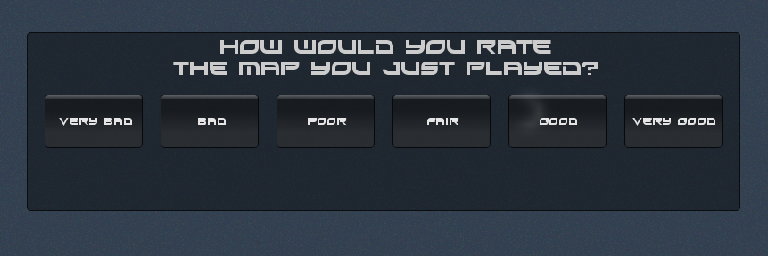 HOW WOULD YOU RATE
THE MAP YOU JUST PLAYED?
VERY BAD
BAD
POOR
FAIR
GOOD
VERY GOOD